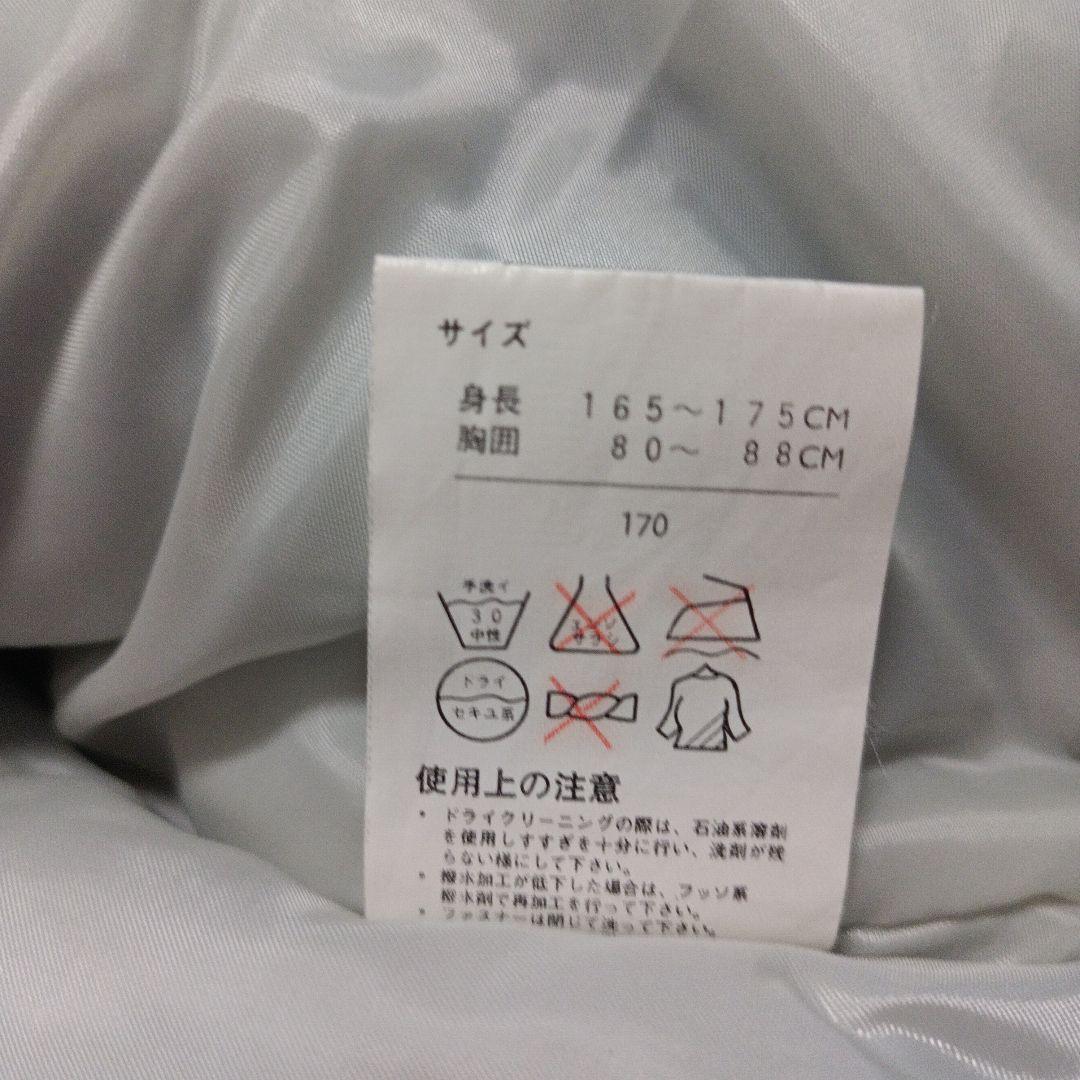 サイズ
身長 165～175CM
胸囲 80～ 88CM
170
手洗イ
30
中性
エンソ
サラシ
ドライ
セキユ系
使用上の注意
・ドライクリーニングの際は、石油系溶剤
を使用しすすぎを十分に行い、洗剤が残
らない様にして下さい。
・撥水加工が低下した場合は、フッソ系
撥水剤で再加工を行って下さい。
・ファスナーは閉じて洗って下さい。